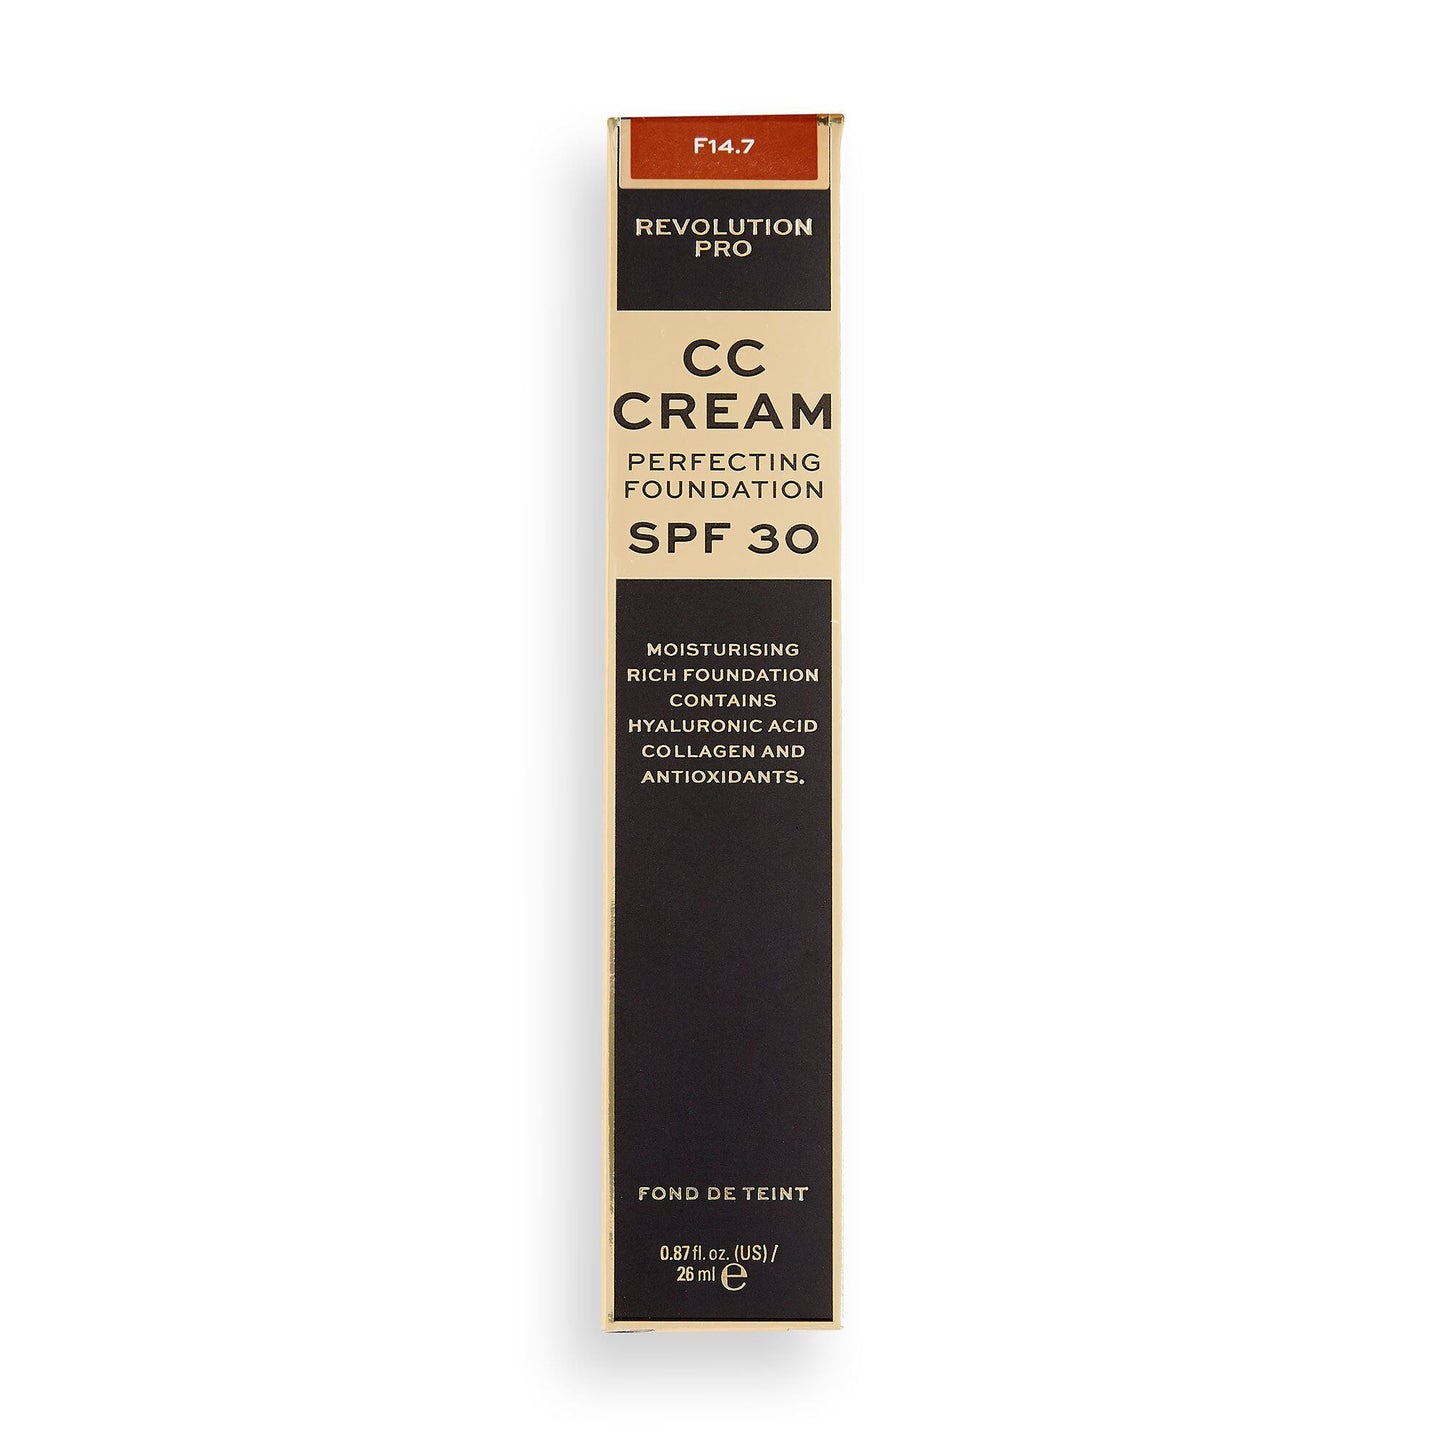 F14.7
REVOLUTION
PRO
CC
CREAM
PERFECTING
FOUNDATION
SPF 30
MOISTURISING
RICH FOUNDATION
CONTAINS
HYALURONIC ACID
COLLAGEN AND
ANTIOXIDANTS.
FOND DE TEINT
0.87 fl. oz. (US) /
26 ml ℮